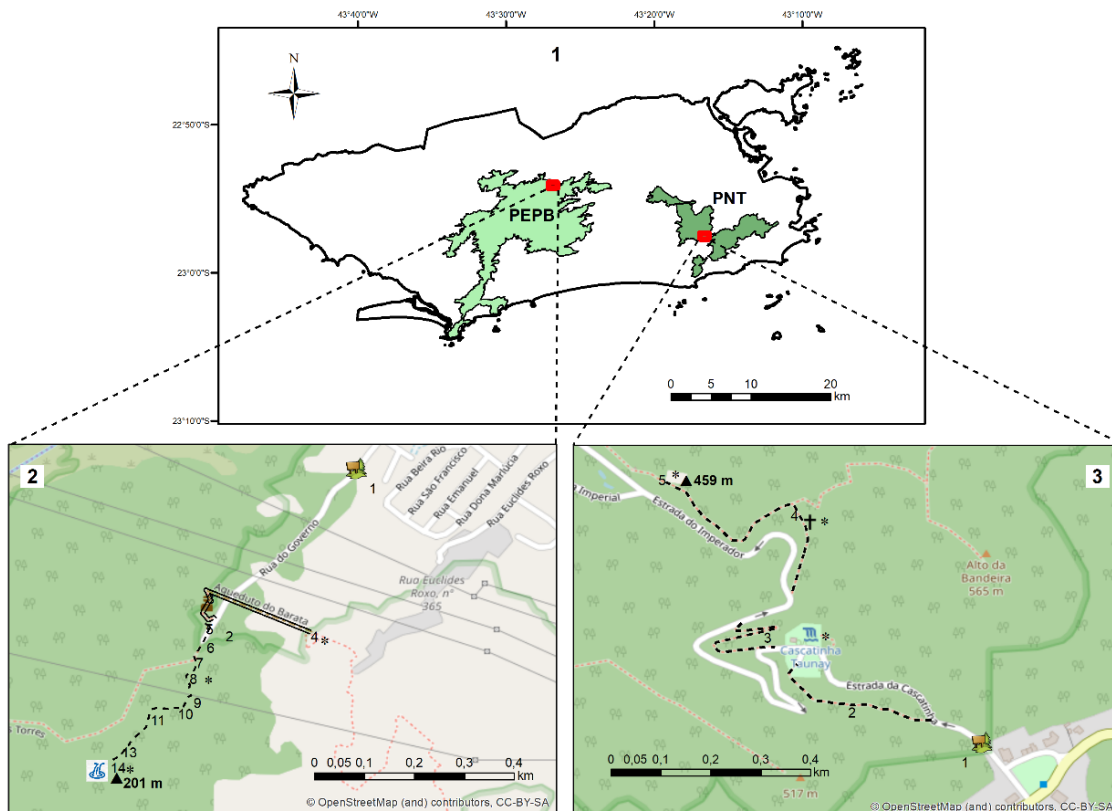 43°40'0"W
43°30'0"W
43°20'0"W
43°10'0"W
1
N
22°50'0"S
23°0'0"S
23°10'0"S
PEPB
PNT
0
5
10
20
km
2
1
Rua Beira Rio
Rua São Francisco
Rua Emanuel
Rua Dona Marlúcia
Rua Euclides Roxo
Rua do Governo
Rua Euclides
Roxo, n°
365
Aqueduto do Barata
2
4 *
5
6
7
8 *
9
10
11
13
14 *
201 m
s Torres
0 0,05 0,1 0,2 0,3 0,4
km
© OpenStreetMap (and) contributors, CC-BY-SA
3
5 * 459 m
a Imperial
Estrada do Imperador
4 *
Alto da
Bandeira
565 m
3
*
Cascatinha
Taunay
Estrada da Cascatinha
2
1
517 m
0 0,05 0,1 0,2 0,3 0,4
km
© OpenStreetMap (and) contributors, CC-BY-SA